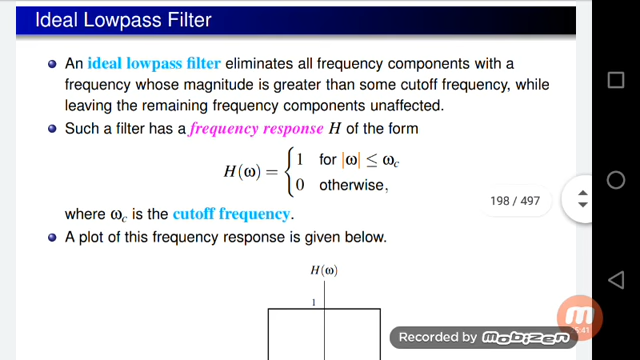 Ideal Lowpass Filter
An ideal lowpass filter eliminates all frequency components with a
frequency whose magnitude is greater than some cutoff frequency, while
leaving the remaining frequency components unaffected.
Such a filter has a frequency response H of the form
H(ω) = { 1 for |ω| ≤ ωc
0 otherwise,
198 / 497
where ωc is the cutoff frequency.
A plot of this frequency response is given below.
H(ω)
1
Recorded by mobizen